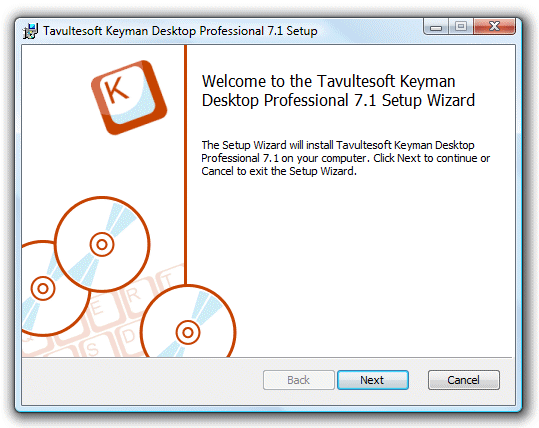 Tavultesoft Keyman Desktop Professional 7.1 Setup
K
Welcome to the Tavultesoft Keyman
Desktop Professional 7.1 Setup Wizard
The Setup Wizard will install Tavultesoft Keyman Desktop
Professional 7.1 on your computer. Click Next to continue or
Cancel to exit the Setup Wizard.
E R T
S D
Back
Next
Cancel